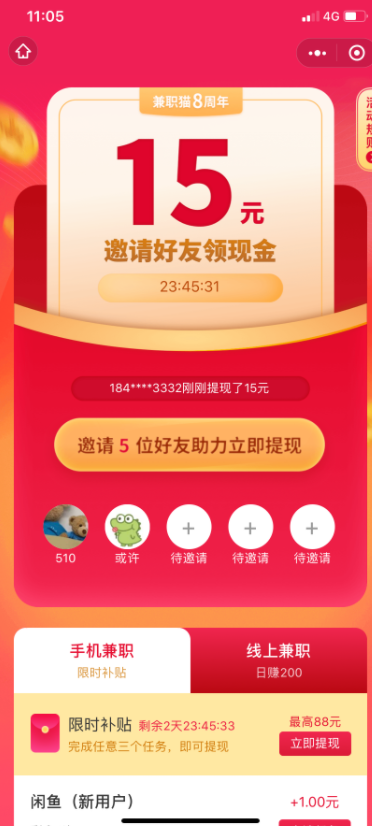 11:05
4G
兼职猫8周年
15元
邀请好友领现金
23:45:31
184****3332刚刚提现了15元
邀请 5 位好友助力立即提现
510
或许
待邀请
待邀请
待邀请
手机兼职
限时补贴
线上兼职
日赚200
限时补贴 剩余2天23:45:33
完成任意三个任务，即可提现
最高88元
立即提现
闲鱼（新用户）
+1.00元